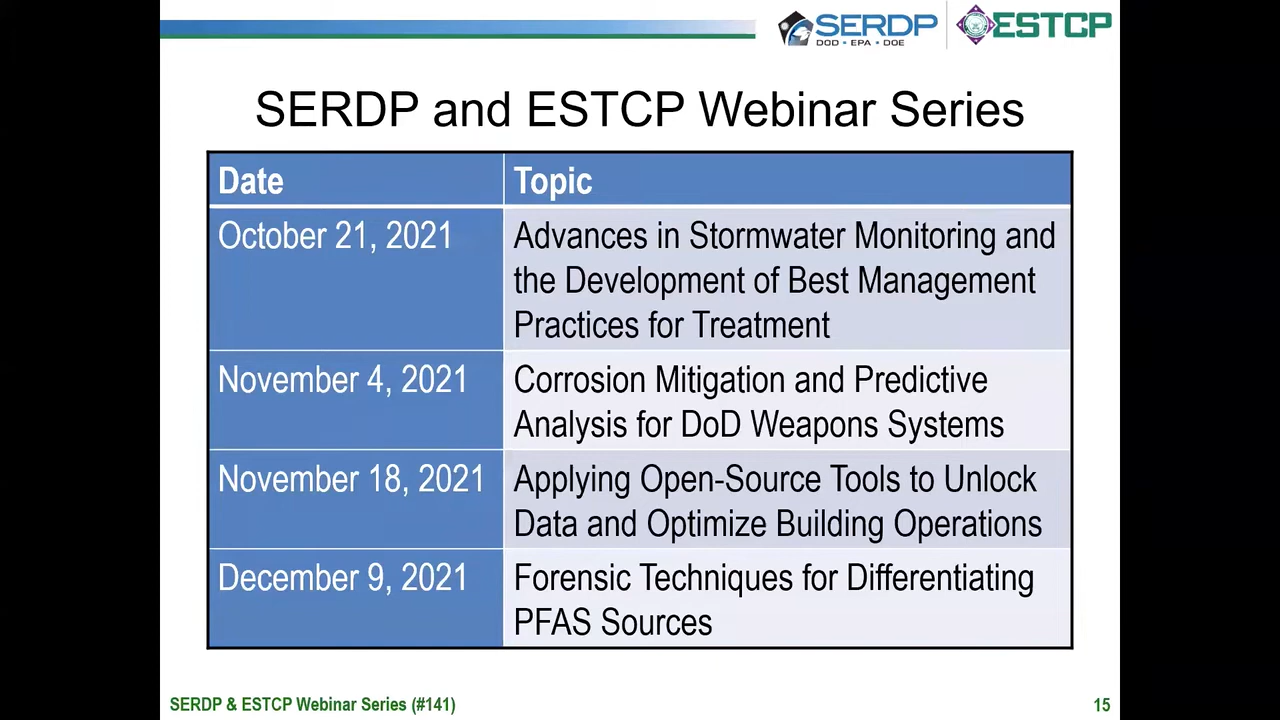 SERDP
DOD • EPA • DOE
ESTCP
SERDP and ESTCP Webinar Series
Date
Topic
October 21, 2021
Advances in Stormwater Monitoring and
the Development of Best Management
Practices for Treatment
November 4, 2021
Corrosion Mitigation and Predictive
Analysis for DoD Weapons Systems
November 18, 2021
Applying Open-Source Tools to Unlock
Data and Optimize Building Operations
December 9, 2021
Forensic Techniques for Differentiating
PFAS Sources
SERDP & ESTCP Webinar Series (#141)
15